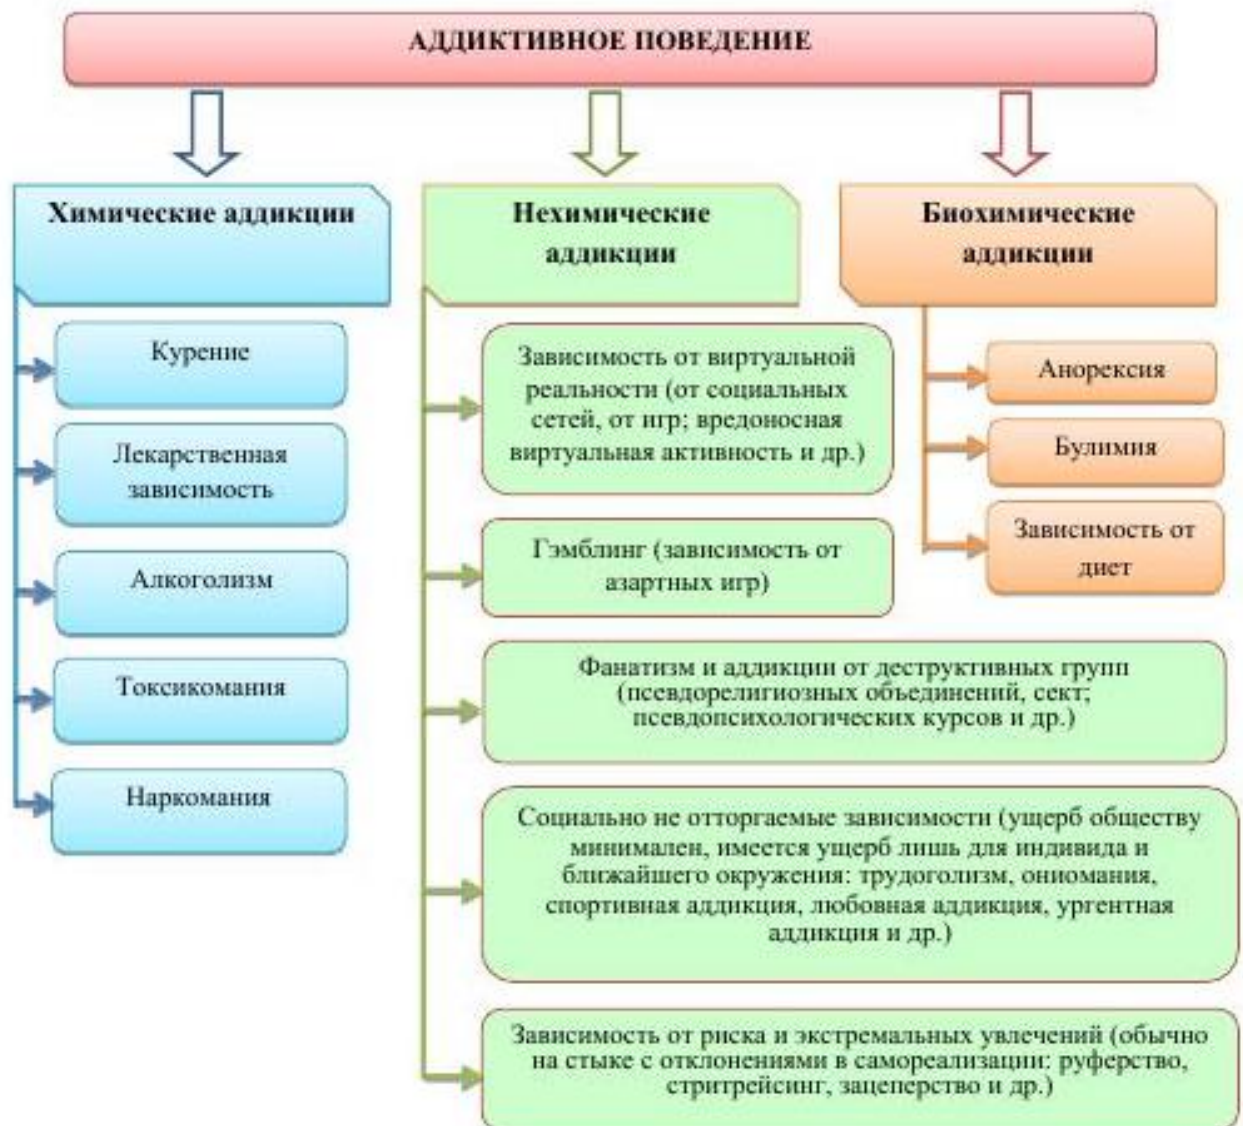 АДДИКТИВНОЕ ПОВЕДЕНИЕ
Химические аддикции
Курение
Лекарственная
зависимость
Алкоголизм
Токсикомания
Наркомания
Нехимические
аддикции
Зависимость от виртуальной
реальности (от социальных
сетей, от игр; вредоносная
виртуальная активность и др.)
Гэмблинг (зависимость от
азартных игр)
Фанатизм и аддикции от деструктивных групп
(псевдорелигиозных объединений, сект;
псевдопсихологических курсов и др.)
Социально не отторгаемые зависимости (ущерб обществу
минимален, имеется ущерб лишь для индивида и
ближайшего окружения: трудоголизм, ониомания,
спортивная аддикция, любовная аддикция, ургентная
аддикция и др.)
Зависимость от риска и экстремальных увлечений (обычно
на стыке с отклонениями в самореализации: руферство,
стритрейсинг, зацеперство и др.)
Биохимические
аддикции
Анорексия
Булимия
Зависимость от
диет